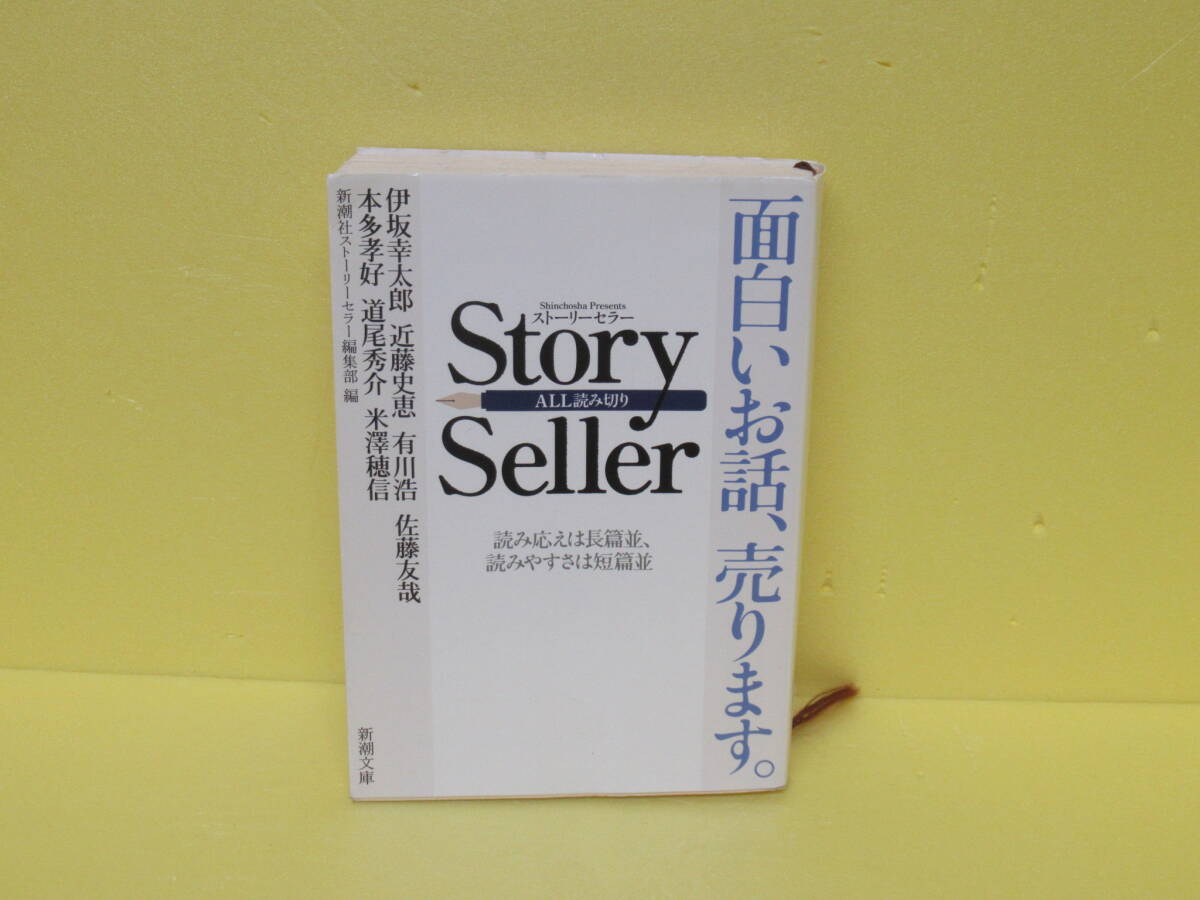 面白いお話、売ります。
Shinchosha Presents
ストーリーセラー
Story
ALL読み切り
Seller
読み応えは長篇並、
読みやすさは短篇並
伊坂幸太郎 近藤史恵 有川浩 佐藤友哉
本多孝好 道尾秀介 米澤穂信
新潮社ストーリーセラー編集部 編
新潮文庫